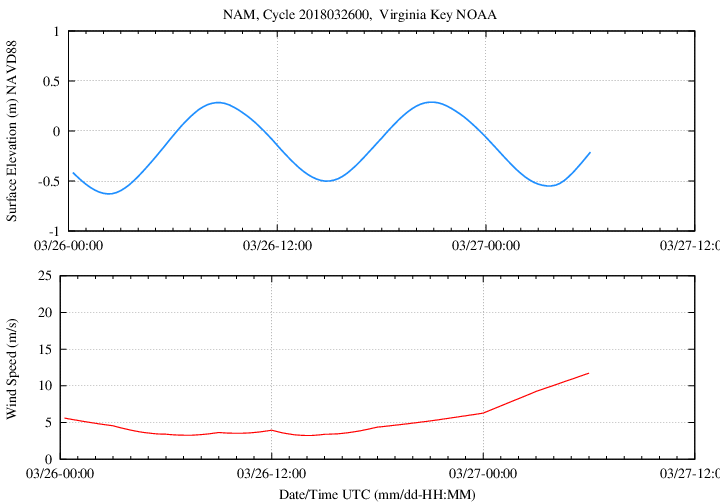 NAM, Cycle 2018032600,  Virginia Key NOAA
Surface Elevation (m) NAVD88
1
0.5
0
-0.5
-1
03/26-00:00 03/26-12:00 03/27-00:00 03/27-12:0
Wind Speed (m/s)
25
20
15
10
5
0
03/26-00:00 03/26-12:00 03/27-00:00 03/27-12:0
Date/Time UTC (mm/dd-HH:MM)